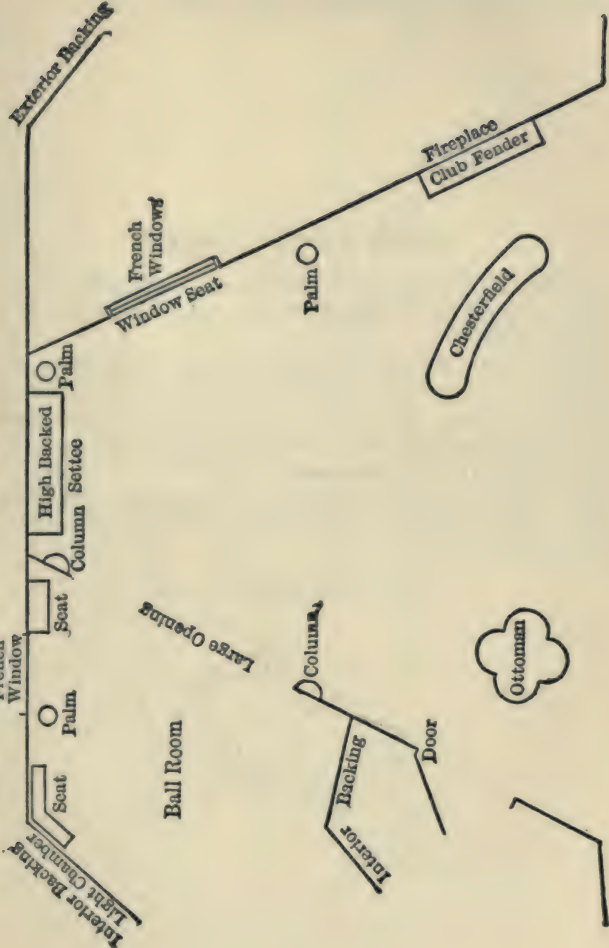 Exterior Backing
French
Windows
Window Seat
Palm
High Backed
Settee
Column
Seat
French
Window
Palm
Seat
Light Chamber
Interior Backing
Large Opening
Ball Room
Palm
Fireplace
Club Fender
Chesterfield
Column
Backing
Interior
Door
Ottoman